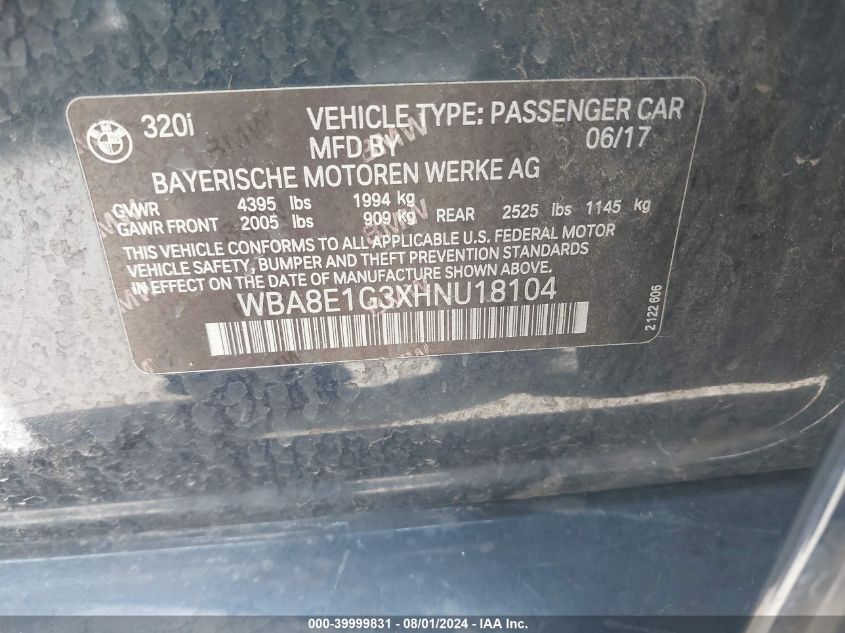 320i VEHICLE TYPE: PASSENGER CAR
MFD BY 06/17
BAYERISCHE MOTOREN WERKE AG
GVWR 4395 lbs 1994 kg
GAWR FRONT 2005 lbs 909 kg REAR 2525 lbs 1145 kg
THIS VEHICLE CONFORMS TO ALL APPLICABLE U.S. FEDERAL MOTOR
VEHICLE SAFETY, BUMPER AND THEFT PREVENTION STANDARDS
IN EFFECT ON THE DATE OF MANUFACTURE SHOWN ABOVE.
WBA8E1G3XHNU18104
2 122 606
000-39999831 - 08/01/2024 - IAA Inc.